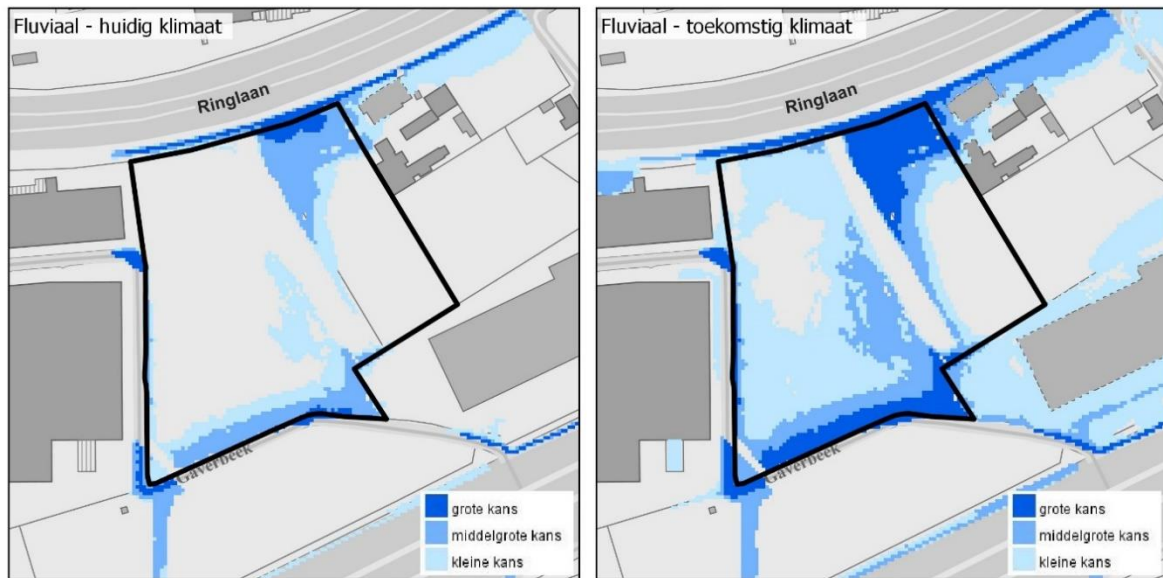 Fluviaal - huidig klimaat
Ringlaan
Gaverbeek
grote kans
middelgrote kans
kleine kans
Fluviaal - toekomstig klimaat
Ringlaan
Gaverbeek
grote kans
middelgrote kans
kleine kans